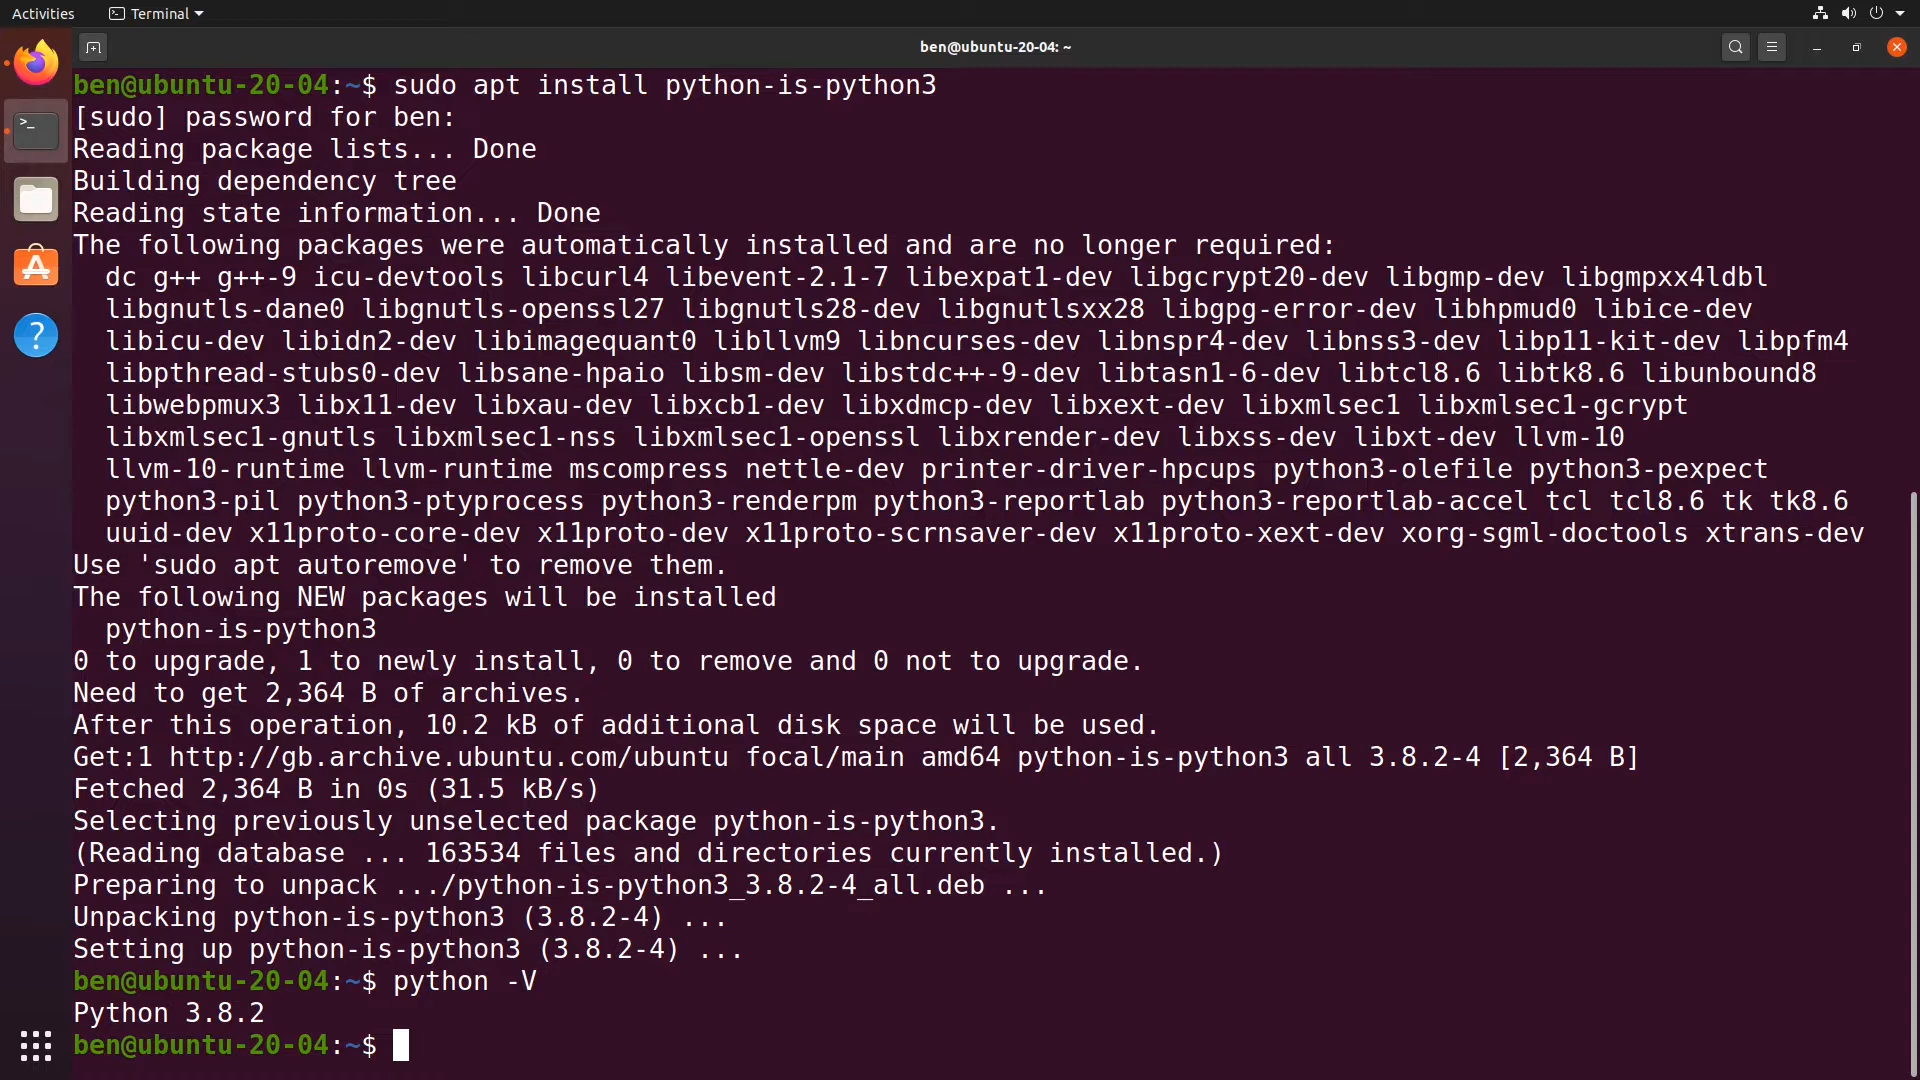 Activities
Terminal
ben@ubuntu-20-04: ~
ben@ubuntu-20-04:~$ sudo apt install python-is-python3
[sudo] password for ben:
Reading package lists... Done
Building dependency tree
Reading state information... Done
The following packages were automatically installed and are no longer required:
  dc g++ g++-9 icu-devtools libcurl4 libevent-2.1-7 libexpat1-dev libgcrypt20-dev libgmp-dev libgmpxx4ldbl
  libgnutls-dane0 libgnutls-openssl27 libgnutls28-dev libgnutlsxx28 libgpg-error-dev libhpmud0 libice-dev
  libicu-dev libidn2-dev libimagequant0 libllvm9 libncurses-dev libnspr4-dev libnss3-dev libp11-kit-dev libpfm4
  libpthread-stubs0-dev libsane-hpaio libsm-dev libstdc++-9-dev libtasn1-6-dev libtcl8.6 libtk8.6 libunbound8
  libwebpmux3 libx11-dev libxau-dev libxcb1-dev libxdmcp-dev libxext-dev libxmlsec1 libxmlsec1-gcrypt
  libxmlsec1-gnutls libxmlsec1-nss libxmlsec1-openssl libxrender-dev libxss-dev libxt-dev llvm-10
  llvm-10-runtime llvm-runtime mscompress nettle-dev printer-driver-hpcups python3-olefile python3-pexpect
  python3-pil python3-ptyprocess python3-renderpm python3-reportlab python3-reportlab-accel tcl tcl8.6 tk tk8.6
  uuid-dev x11proto-core-dev x11proto-dev x11proto-scrnsaver-dev x11proto-xext-dev xorg-sgml-doctools xtrans-dev
Use 'sudo apt autoremove' to remove them.
The following NEW packages will be installed
  python-is-python3
0 to upgrade, 1 to newly install, 0 to remove and 0 not to upgrade.
Need to get 2,364 B of archives.
After this operation, 10.2 kB of additional disk space will be used.
Get:1 http://gb.archive.ubuntu.com/ubuntu focal/main amd64 python-is-python3 all 3.8.2-4 [2,364 B]
Fetched 2,364 B in 0s (31.5 kB/s)
Selecting previously unselected package python-is-python3.
(Reading database ... 163534 files and directories currently installed.)
Preparing to unpack .../python-is-python3_3.8.2-4_all.deb ...
Unpacking python-is-python3 (3.8.2-4) ...
Setting up python-is-python3 (3.8.2-4) ...
ben@ubuntu-20-04:~$ python -V
Python 3.8.2
ben@ubuntu-20-04:~$